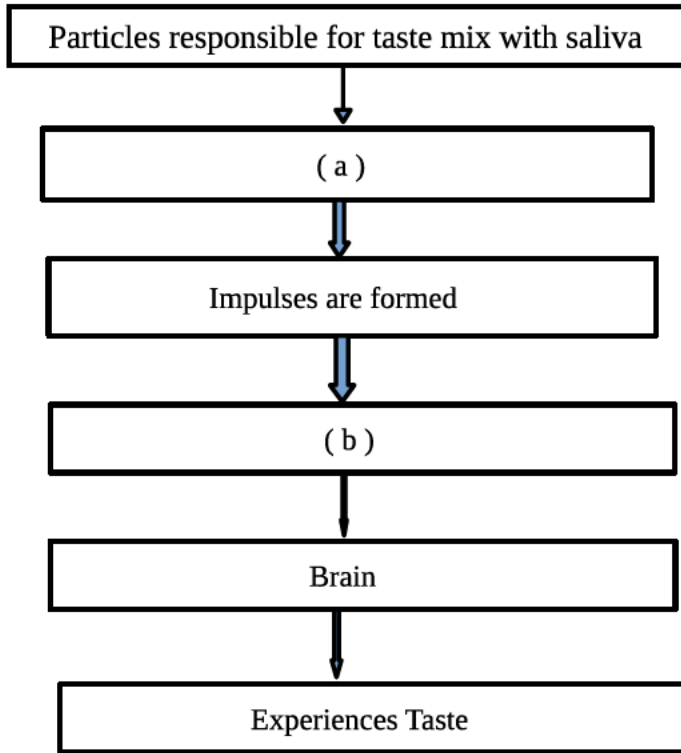 Particles responsible for taste mix with saliva
( a )
Impulses are formed
( b )
Brain
Experiences Taste